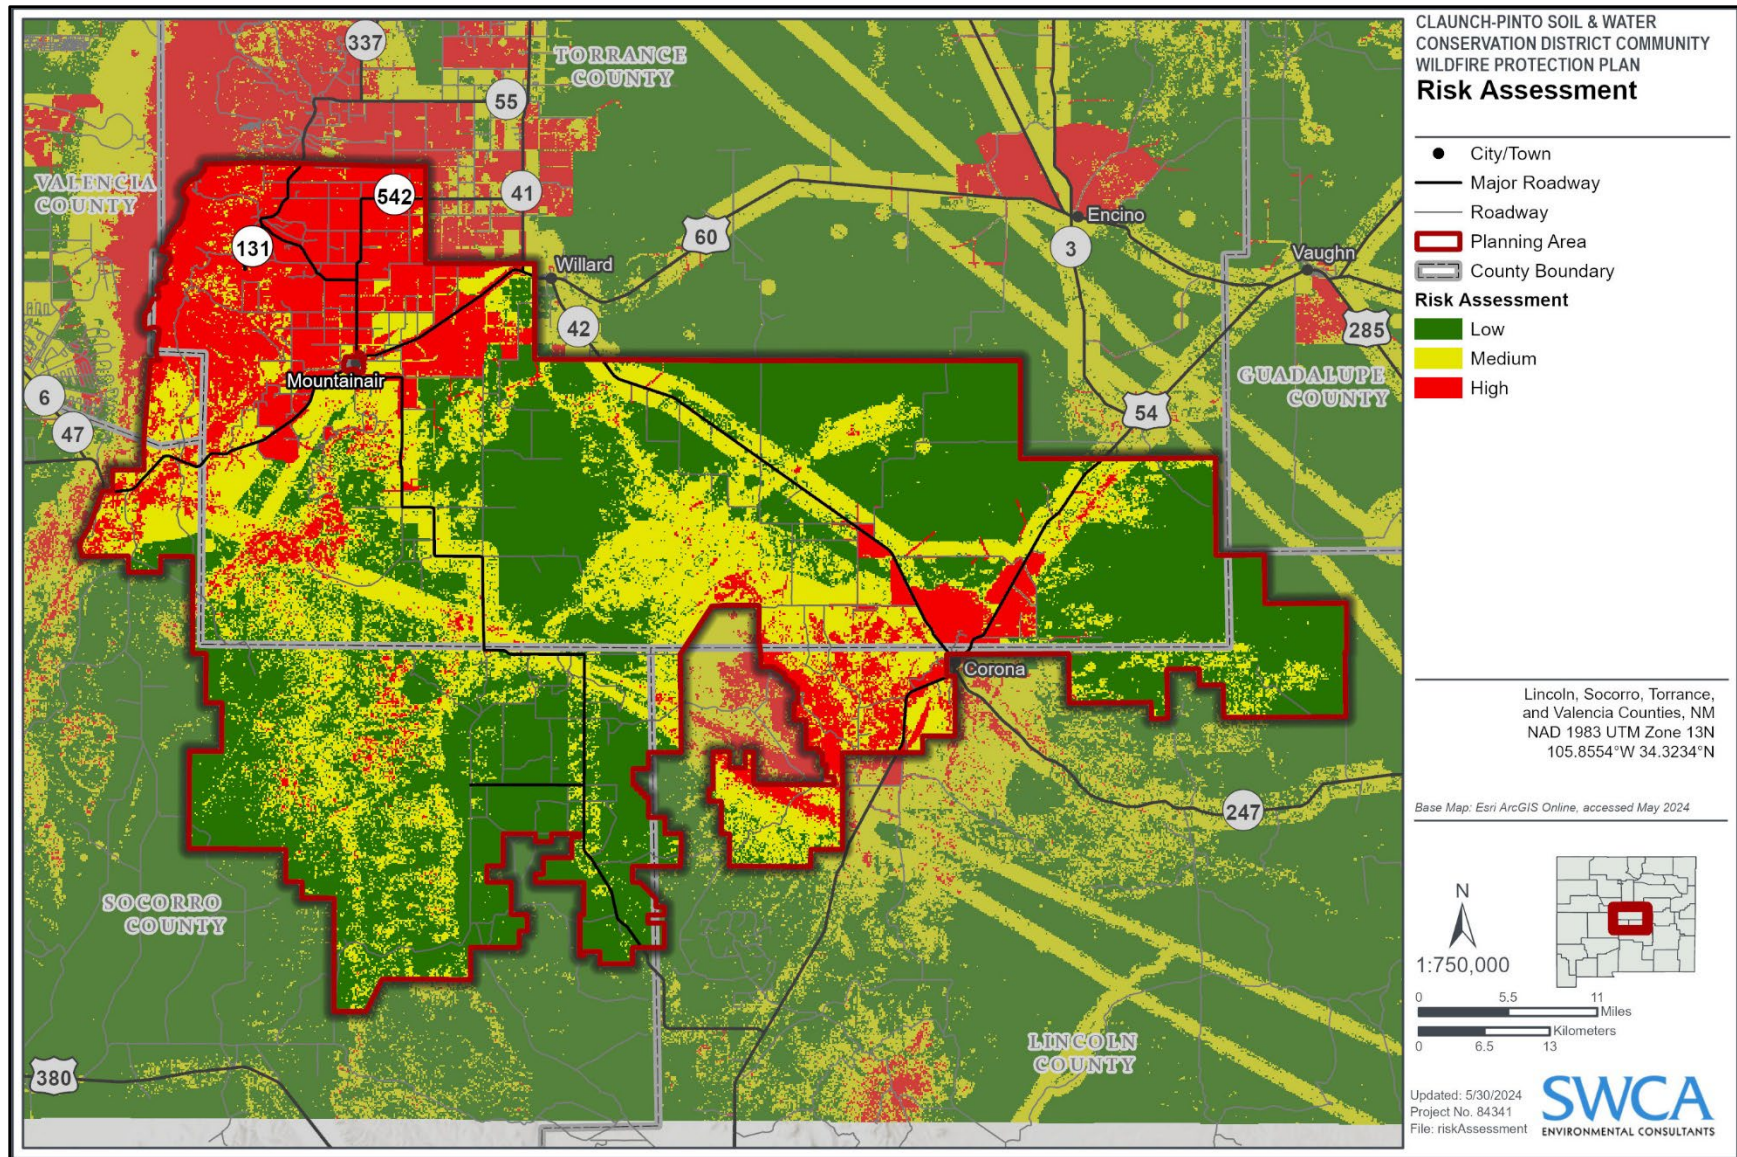 CLAUNCH-PINTO SOIL & WATER
CONSERVATION DISTRICT COMMUNITY
WILDFIRE PROTECTION PLAN
Risk Assessment
City/Town
Major Roadway
Roadway
Planning Area
County Boundary
Risk Assessment
Low
Medium
High
337
TORRANCE
COUNTY
55
VALENCIA
COUNTY
542
41
131
60
Encino
3
Willard
Vaughn
42
285
Mountainair
GUADALUPE
COUNTY
6
47
54
Corona
247
SOCORRO
COUNTY
LINCOLN
COUNTY
380
Lincoln, Socorro, Torrance,
and Valencia Counties, NM
NAD 1983 UTM Zone 13N
105.8554°W 34.3234°N
Base Map: Esri ArcGIS Online, accessed May 2024
N
1:750,000
0 5.5 11
Miles
Kilometers
0 6.5 13
Updated: 5/30/2024
Project No. 84341
File: riskAssessment
SWCA
ENVIRONMENTAL CONSULTANTS